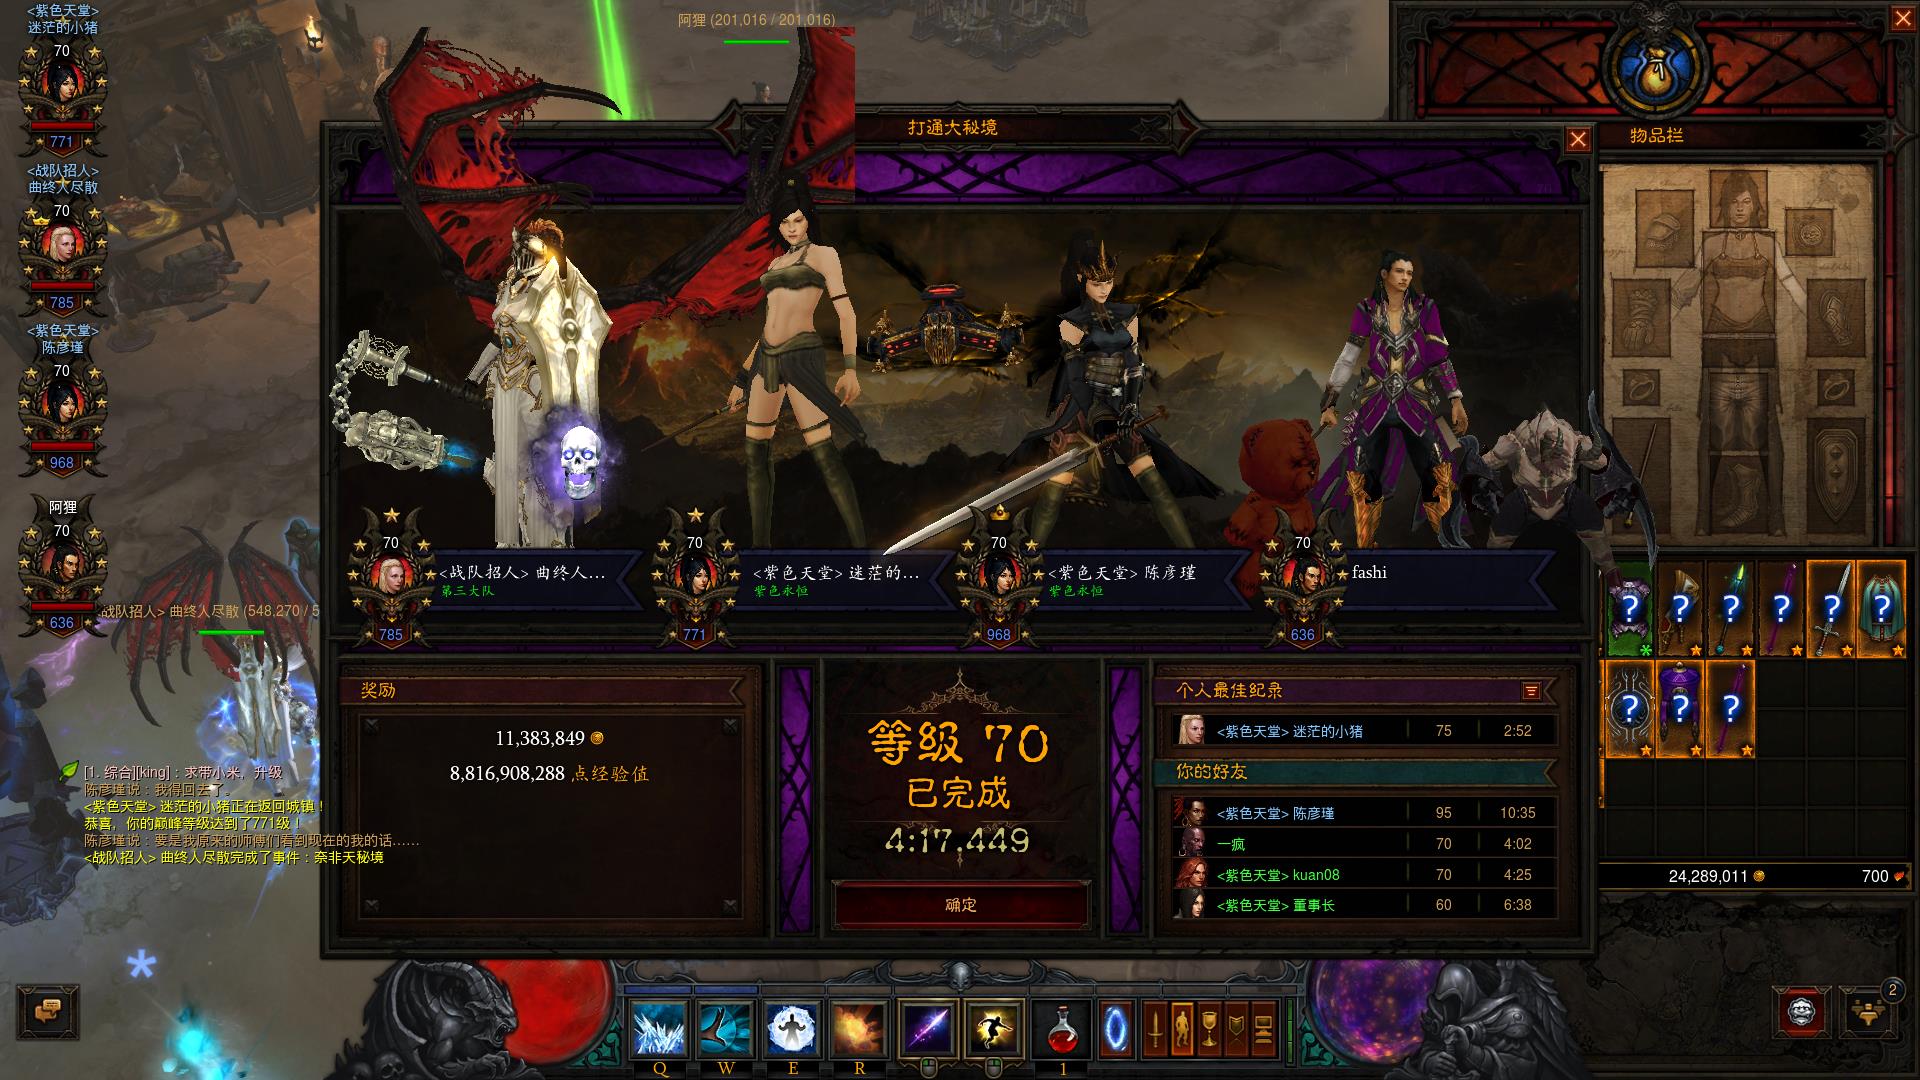 <紫色天堂>
迷茫的小猪
70
771
<战队招人>
曲终人尽散
70
785
<紫色天堂>
陈彦瑾
70
968
阿狸
70
636
阿狸 (201,016 / 201,016)
打通大秘境
物品栏
<战队招人> 曲终人尽散 (548,270 / 5
70
<战队招人> 曲终人...
第三大队
785
70
<紫色天堂> 迷茫的...
紫色永恒
771
70
<紫色天堂> 陈彦瑾
紫色永恒
968
70
fashi
636
奖励
11,383,849
8,816,908,288 点经验值
等级 70
已完成
4:17.449
确定
个人最佳纪录
<紫色天堂> 迷茫的小猪 75 2:52
你的好友
<紫色天堂> 陈彦瑾 95 10:35
一疯 70 4:02
<紫色天堂> kuan08 70 4:25
<紫色天堂> 董事长 60 6:38
? ? ? ? ? ?
? ? ?
24,289,011 700
[1. 综合][king]：求带小米，升级
陈彦瑾说：我得回去了。
<紫色天堂> 迷茫的小猪正在返回城镇！
恭喜，你的巅峰等级达到了771级！
陈彦瑾说：要是我原来的师傅们看到现在的我的话……
<战队招人> 曲终人尽散完成了事件：奈非天秘境
Q W E R 1
2